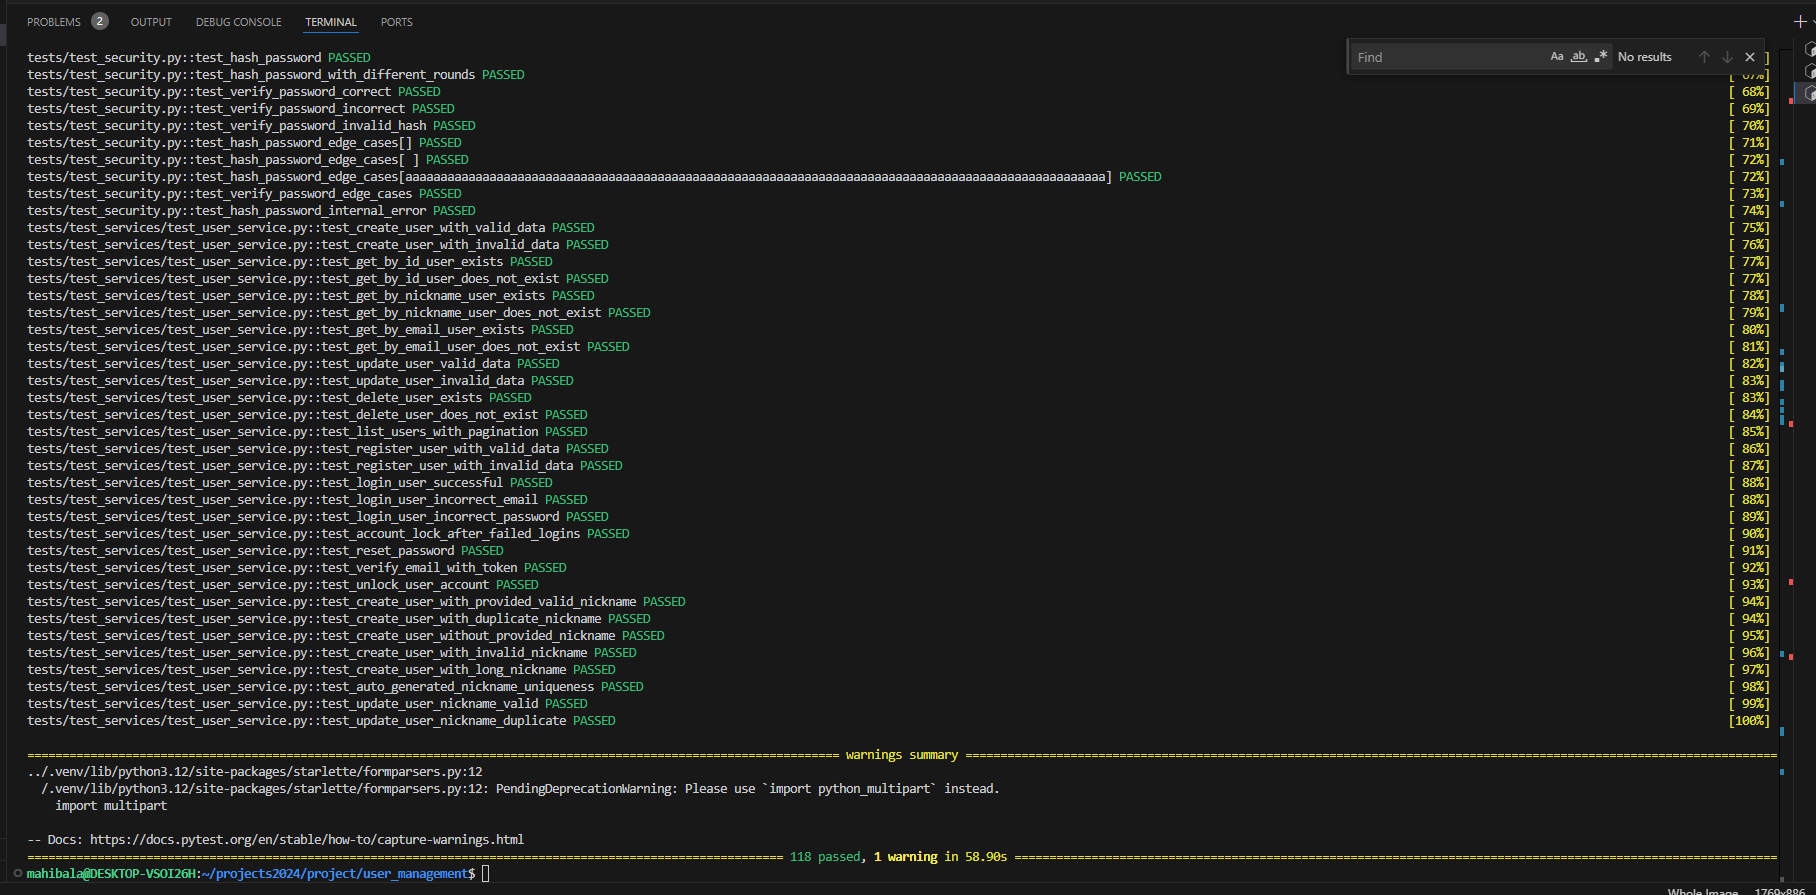 PROBLEMS 2 OUTPUT DEBUG CONSOLE TERMINAL PORTS
Find Aa ab .* No results
tests/test_security.py::test_hash_password PASSED ]
tests/test_security.py::test_hash_password_with_different_rounds PASSED [ 67%]
tests/test_security.py::test_verify_password_correct PASSED [ 68%]
tests/test_security.py::test_verify_password_incorrect PASSED [ 69%]
tests/test_security.py::test_verify_password_invalid_hash PASSED [ 70%]
tests/test_security.py::test_hash_password_edge_cases[] PASSED [ 71%]
tests/test_security.py::test_hash_password_edge_cases[ ] PASSED [ 72%]
tests/test_security.py::test_hash_password_edge_cases[aaaaaaaaaaaaaaaaaaaaaaaaaaaaaaaaaaaaaaaaaaaaaaaaaaaaaaaaaaaaaaaaaaaaaaaaaaaaaaaaaaaaaaaaaaaaaaaaaaaa] PASSED [ 72%]
tests/test_security.py::test_verify_password_edge_cases PASSED [ 73%]
tests/test_security.py::test_hash_password_internal_error PASSED [ 74%]
tests/test_services/test_user_service.py::test_create_user_with_valid_data PASSED [ 75%]
tests/test_services/test_user_service.py::test_create_user_with_invalid_data PASSED [ 76%]
tests/test_services/test_user_service.py::test_get_by_id_user_exists PASSED [ 77%]
tests/test_services/test_user_service.py::test_get_by_id_user_does_not_exist PASSED [ 77%]
tests/test_services/test_user_service.py::test_get_by_nickname_user_exists PASSED [ 78%]
tests/test_services/test_user_service.py::test_get_by_nickname_user_does_not_exist PASSED [ 79%]
tests/test_services/test_user_service.py::test_get_by_email_user_exists PASSED [ 80%]
tests/test_services/test_user_service.py::test_get_by_email_user_does_not_exist PASSED [ 81%]
tests/test_services/test_user_service.py::test_update_user_valid_data PASSED [ 82%]
tests/test_services/test_user_service.py::test_update_user_invalid_data PASSED [ 83%]
tests/test_services/test_user_service.py::test_delete_user_exists PASSED [ 83%]
tests/test_services/test_user_service.py::test_delete_user_does_not_exist PASSED [ 84%]
tests/test_services/test_user_service.py::test_list_users_with_pagination PASSED [ 85%]
tests/test_services/test_user_service.py::test_register_user_with_valid_data PASSED [ 86%]
tests/test_services/test_user_service.py::test_register_user_with_invalid_data PASSED [ 87%]
tests/test_services/test_user_service.py::test_login_user_successful PASSED [ 88%]
tests/test_services/test_user_service.py::test_login_user_incorrect_email PASSED [ 88%]
tests/test_services/test_user_service.py::test_login_user_incorrect_password PASSED [ 89%]
tests/test_services/test_user_service.py::test_account_lock_after_failed_logins PASSED [ 90%]
tests/test_services/test_user_service.py::test_reset_password PASSED [ 91%]
tests/test_services/test_user_service.py::test_verify_email_with_token PASSED [ 92%]
tests/test_services/test_user_service.py::test_unlock_user_account PASSED [ 93%]
tests/test_services/test_user_service.py::test_create_user_with_provided_valid_nickname PASSED [ 94%]
tests/test_services/test_user_service.py::test_create_user_with_duplicate_nickname PASSED [ 94%]
tests/test_services/test_user_service.py::test_create_user_without_provided_nickname PASSED [ 95%]
tests/test_services/test_user_service.py::test_create_user_with_invalid_nickname PASSED [ 96%]
tests/test_services/test_user_service.py::test_create_user_with_long_nickname PASSED [ 97%]
tests/test_services/test_user_service.py::test_auto_generated_nickname_uniqueness PASSED [ 98%]
tests/test_services/test_user_service.py::test_update_user_nickname_valid PASSED [ 99%]
tests/test_services/test_user_service.py::test_update_user_nickname_duplicate PASSED [100%]
warnings summary
../.venv/lib/python3.12/site-packages/starlette/formparsers.py:12
/.venv/lib/python3.12/site-packages/starlette/formparsers.py:12: PendingDeprecationWarning: Please use `import python_multipart` instead.
import multipart
-- Docs: https://docs.pytest.org/en/stable/how-to/capture-warnings.html
118 passed, 1 warning in 58.90s
mahibala@DESKTOP-VSOI26H:~/projects2024/project/user_management$
Whole Image 1769x886